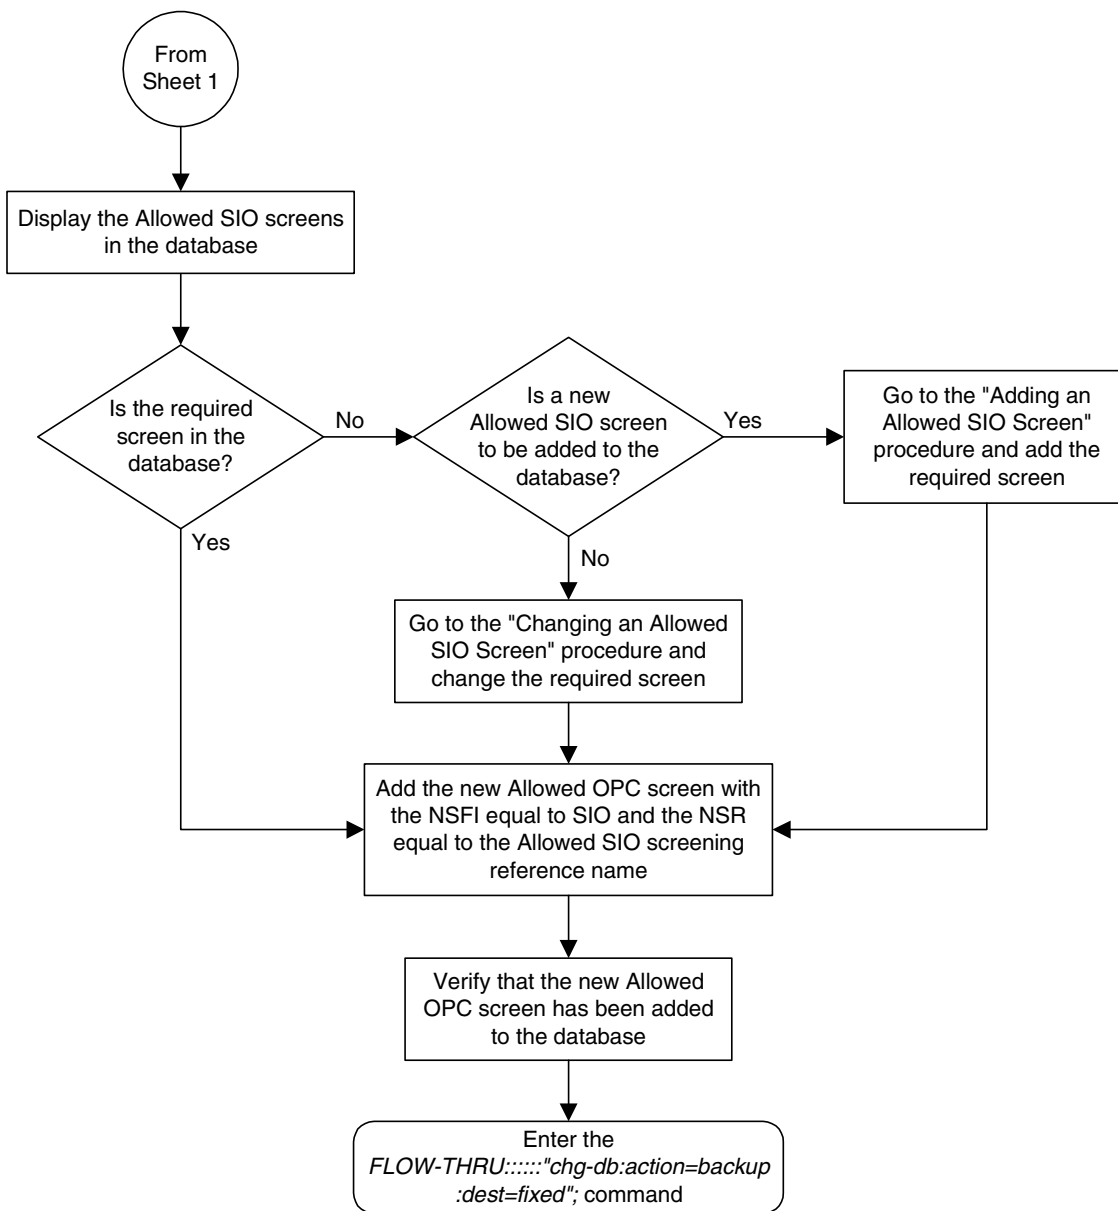 From
Sheet 1
Display the Allowed SIO screens
in the database
Is the required
screen in the
database?
No
Yes
Is a new
Allowed SIO screen
to be added to the
database?
Yes
No
Go to the "Adding an
Allowed SIO Screen"
procedure and add the
required screen
Go to the "Changing an Allowed
SIO Screen" procedure and
change the required screen
Add the new Allowed OPC screen with
the NSFI equal to SIO and the NSR
equal to the Allowed SIO screening
reference name
Verify that the new Allowed
OPC screen has been added
to the database
Enter the
FLOW-THRU::::::"chg-db:action=backup
:dest=fixed"; command